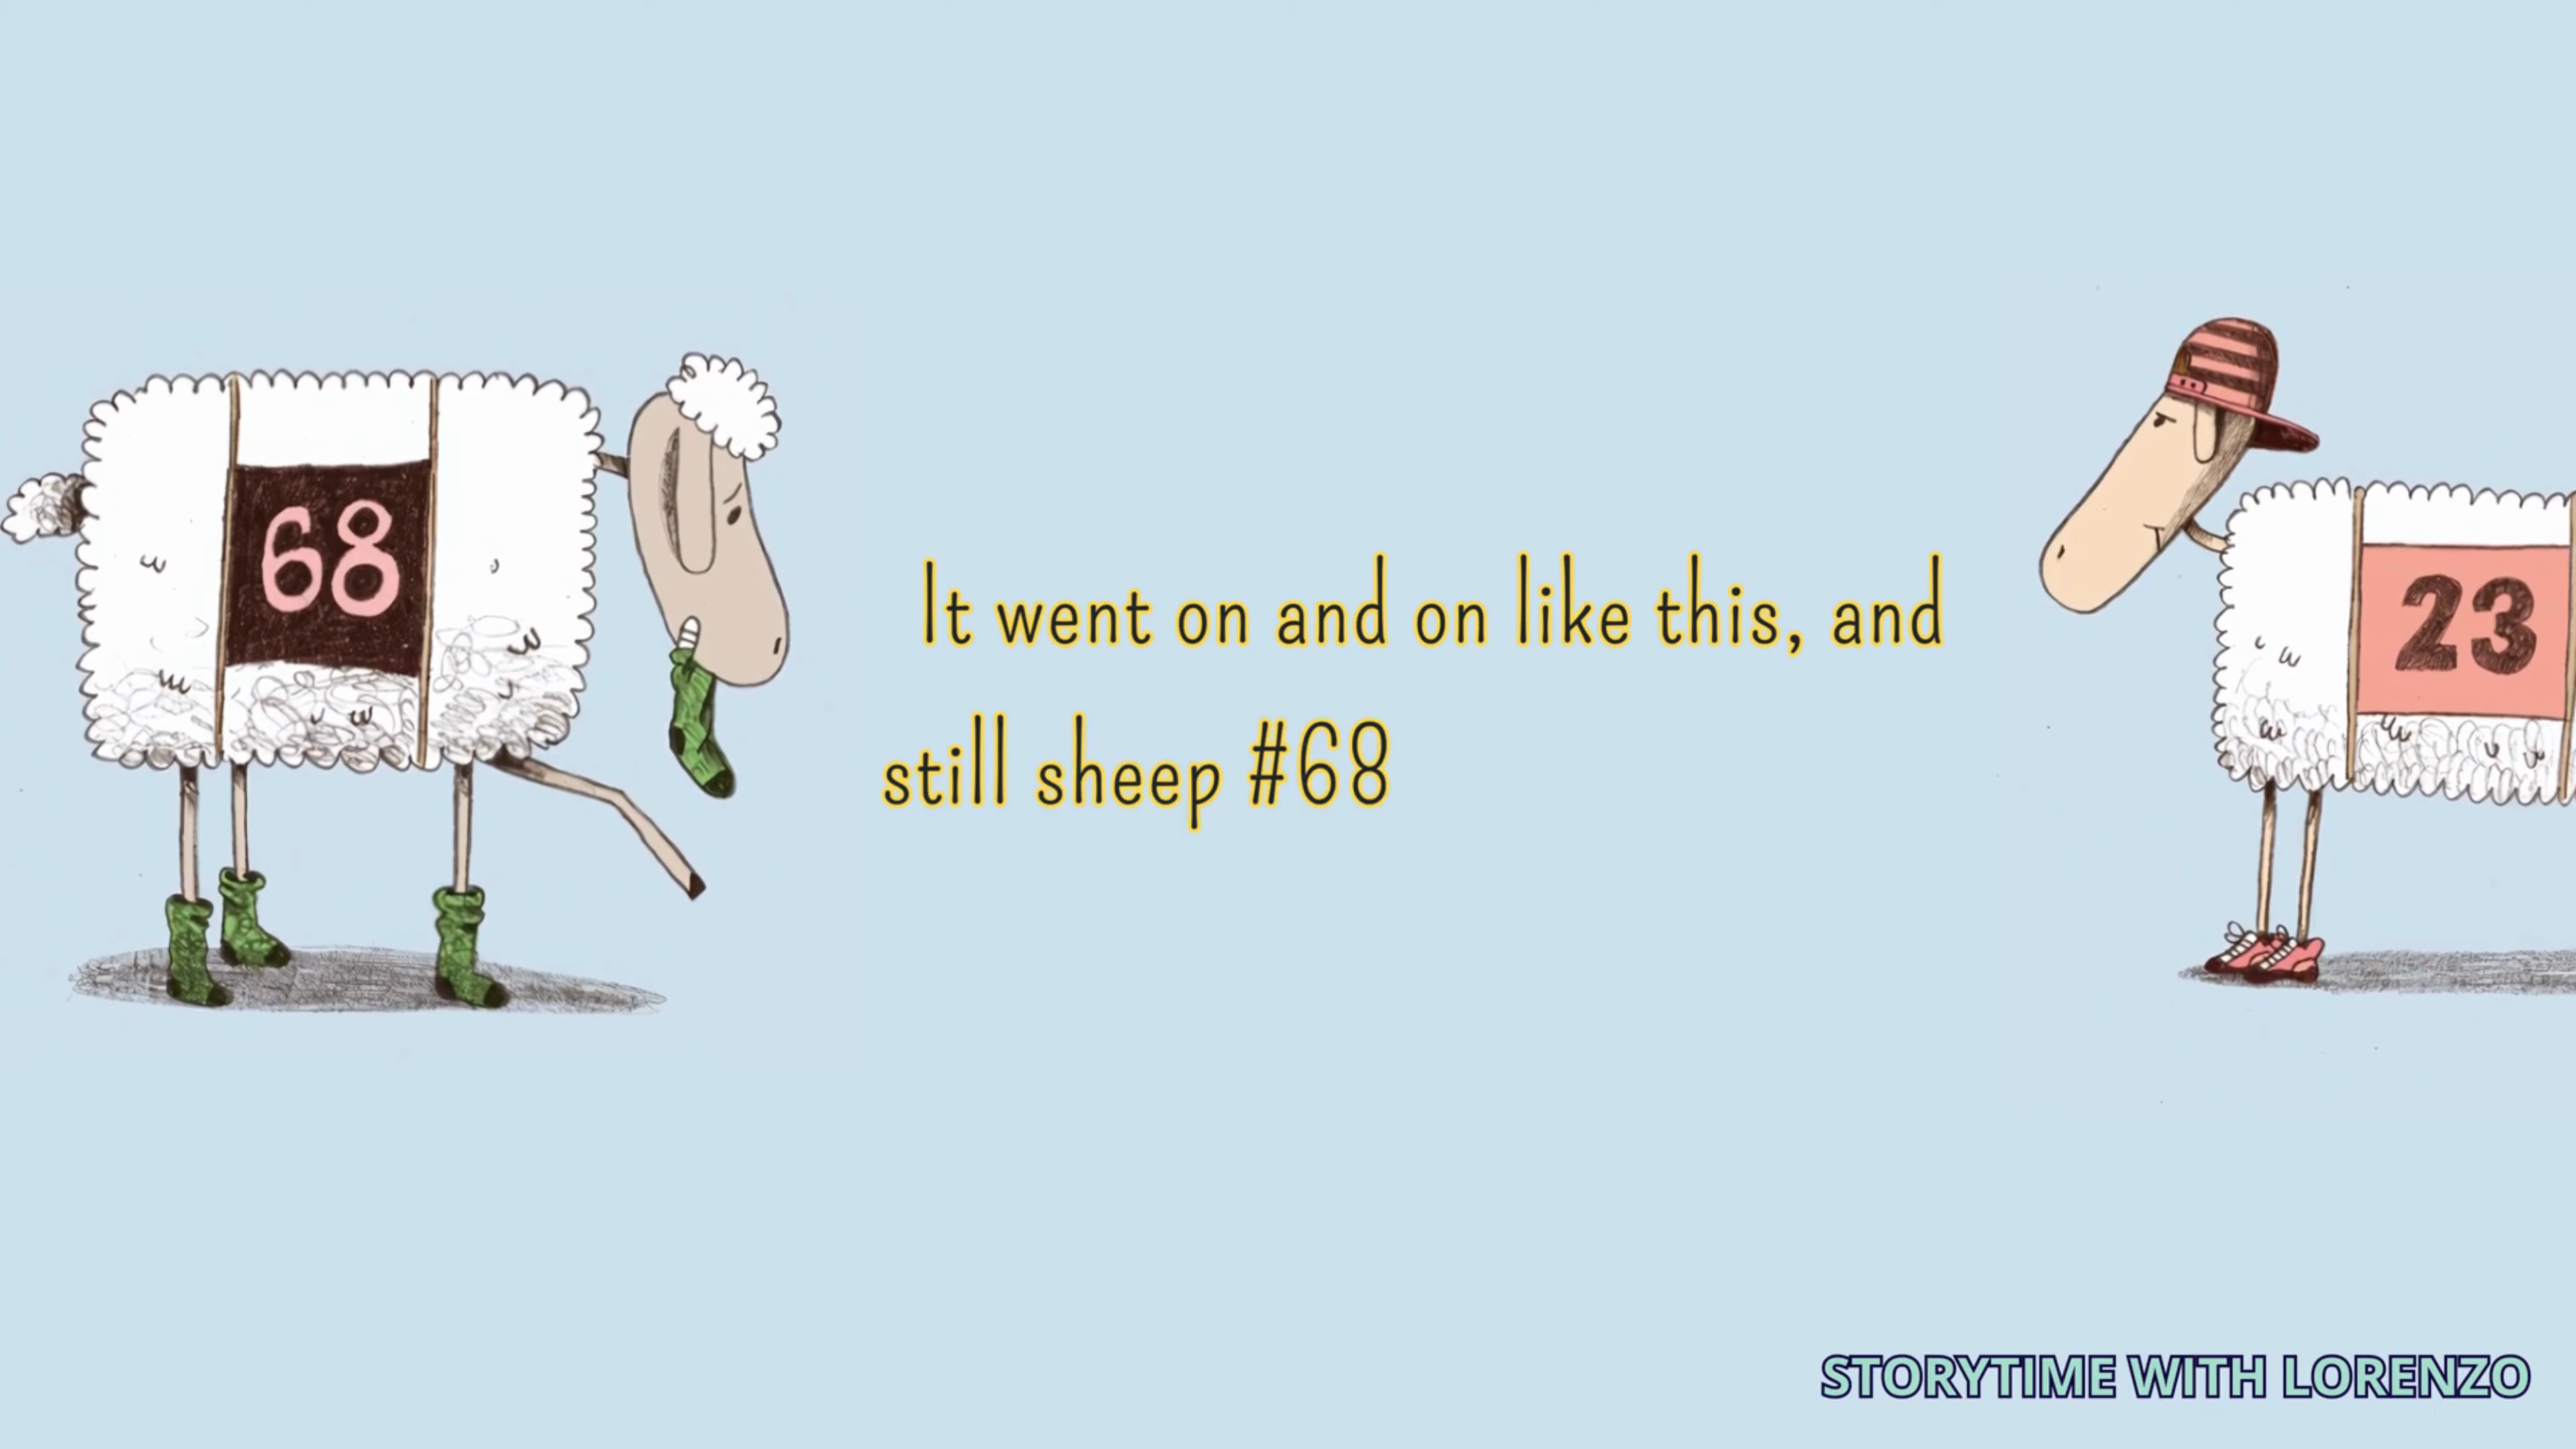 68
It went on and on like this, and
still sheep #68
23
STORYTIME WITH LORENZO